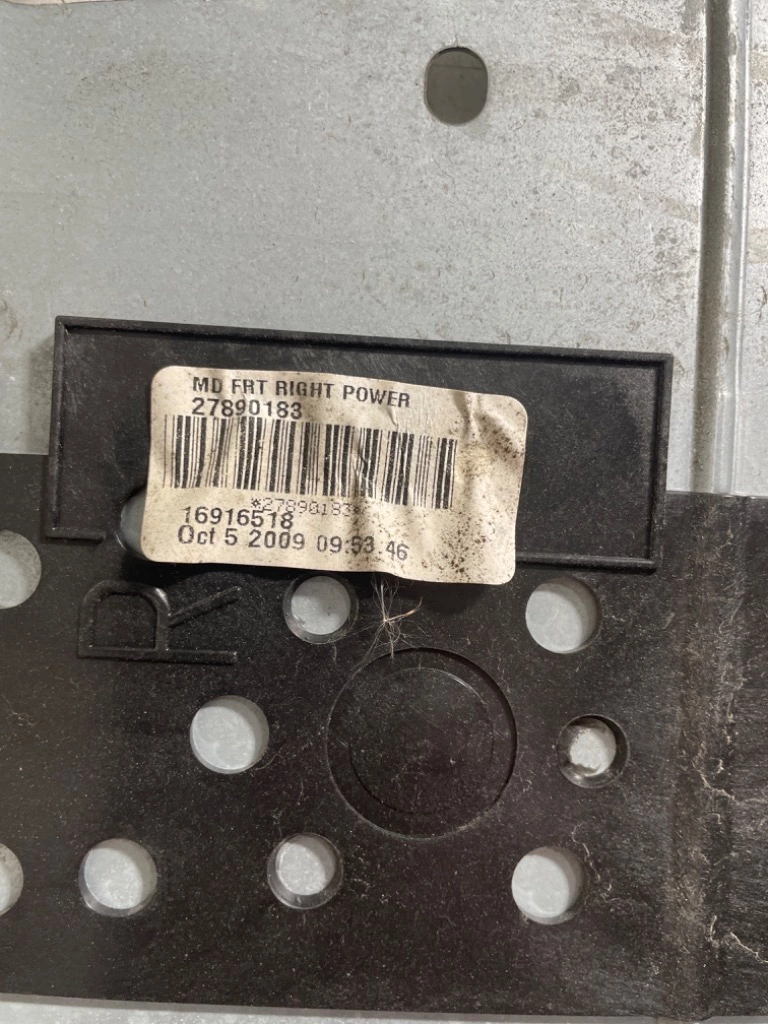 MD FRT RIGHT POWER
27890183
*27890183*
16916518
Oct 5 2009 09:53.46
R